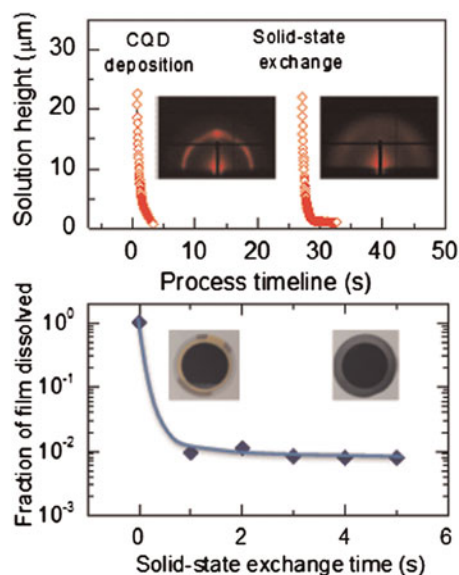 35
30
20
10
0
Solution height (μm)
CQD
deposition
Solid-state
exchange
0 10 20 30 40 50
Process timeline (s)
10⁰
10⁻¹
10⁻²
10⁻³
Fraction of film dissolved
0 2 4 6
Solid-state exchange time (s)